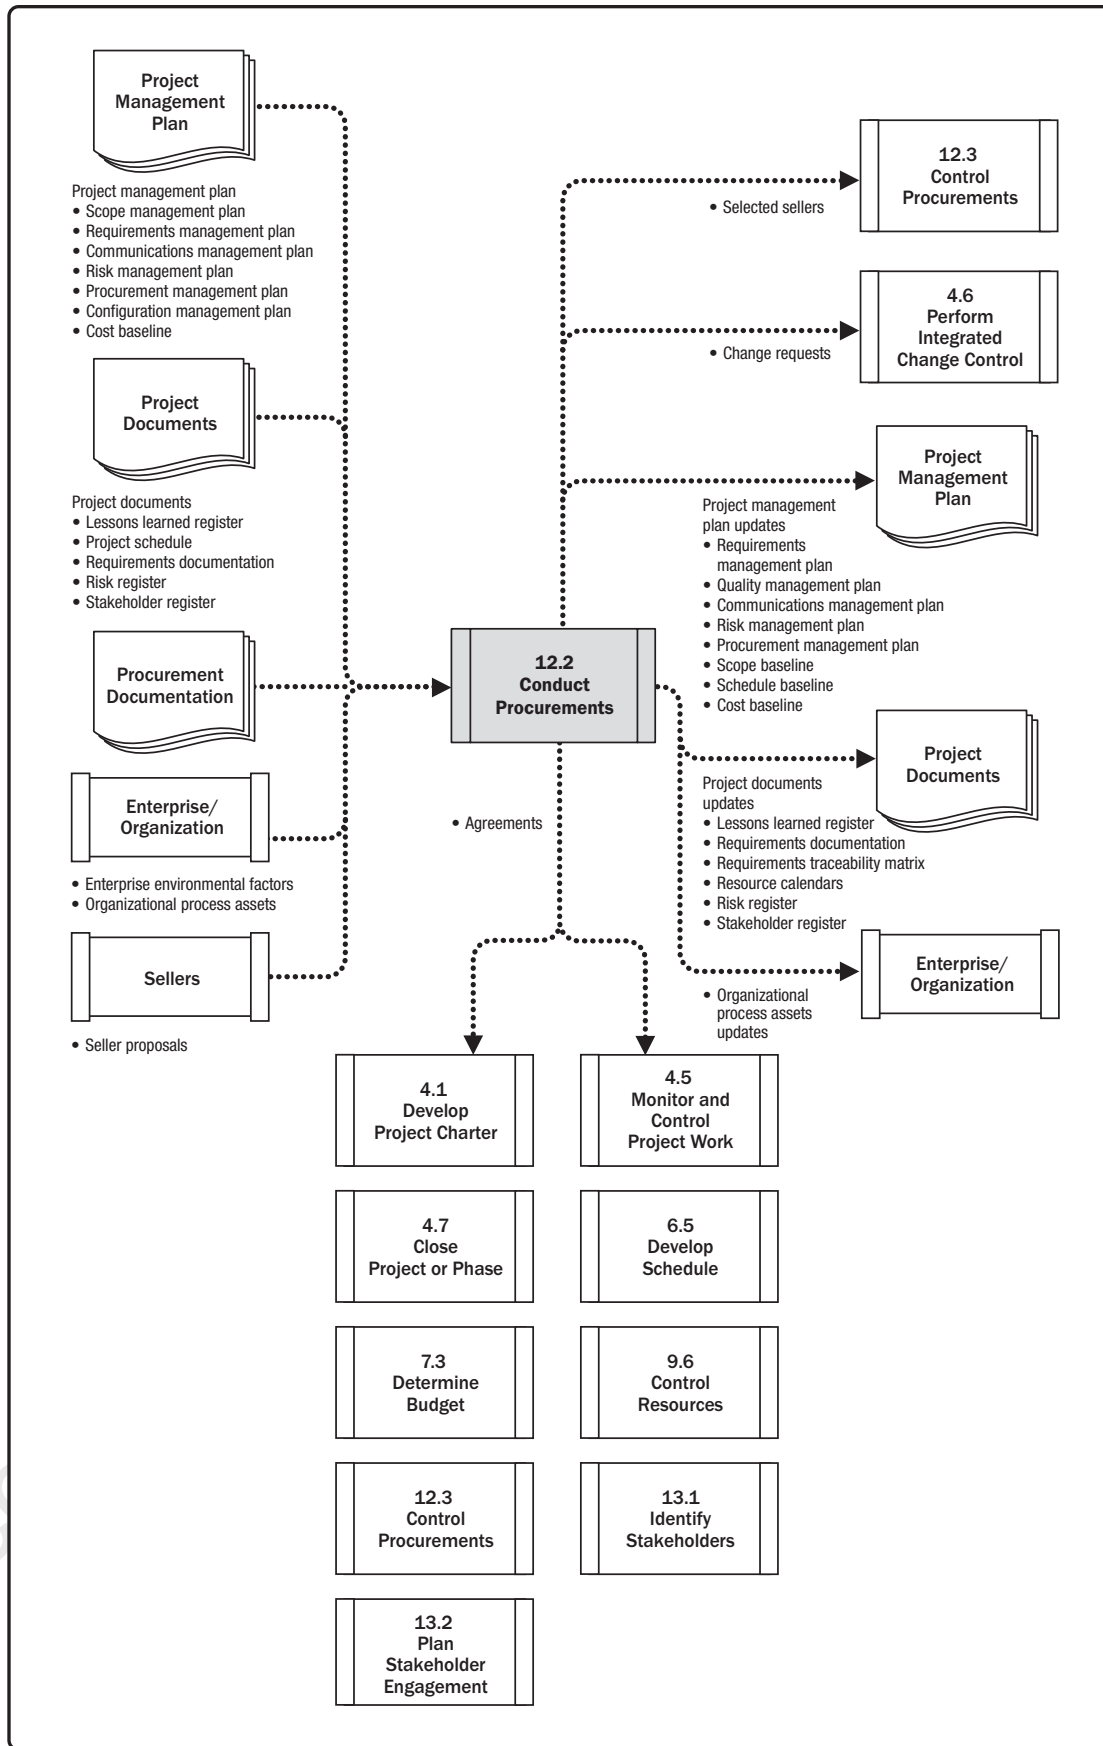 Project
Management
Plan
Project management plan
• Scope management plan
• Requirements management plan
• Communications management plan
• Risk management plan
• Procurement management plan
• Configuration management plan
• Cost baseline
Project
Documents
Project documents
• Lessons learned register
• Project schedule
• Requirements documentation
• Risk register
• Stakeholder register
Procurement
Documentation
Enterprise/
Organization
• Enterprise environmental factors
• Organizational process assets
Sellers
• Seller proposals
12.2
Conduct
Procurements
• Selected sellers
12.3
Control
Procurements
• Change requests
4.6
Perform
Integrated
Change Control
Project
Management
Plan
Project management
plan updates
• Requirements
management plan
• Quality management plan
• Communications management plan
• Risk management plan
• Procurement management plan
• Scope baseline
• Schedule baseline
• Cost baseline
Project
Documents
Project documents
updates
• Lessons learned register
• Requirements documentation
• Requirements traceability matrix
• Resource calendars
• Risk register
• Stakeholder register
Enterprise/
Organization
• Organizational
process assets
updates
• Agreements
4.1
Develop
Project Charter
4.5
Monitor and
Control
Project Work
4.7
Close
Project or Phase
6.5
Develop
Schedule
7.3
Determine
Budget
9.6
Control
Resources
12.3
Control
Procurements
13.1
Identify
Stakeholders
13.2
Plan
Stakeholder
Engagement